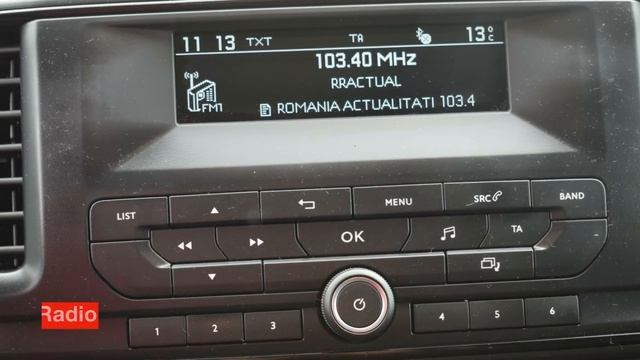 11 13 TXT TA 13°C
103.40 MHz
RRACTUAL
FM1
ROMANIA ACTUALITATI 103.4
LIST MENU SRC BAND
OK TA
Radio
1 2 3 4 5 6